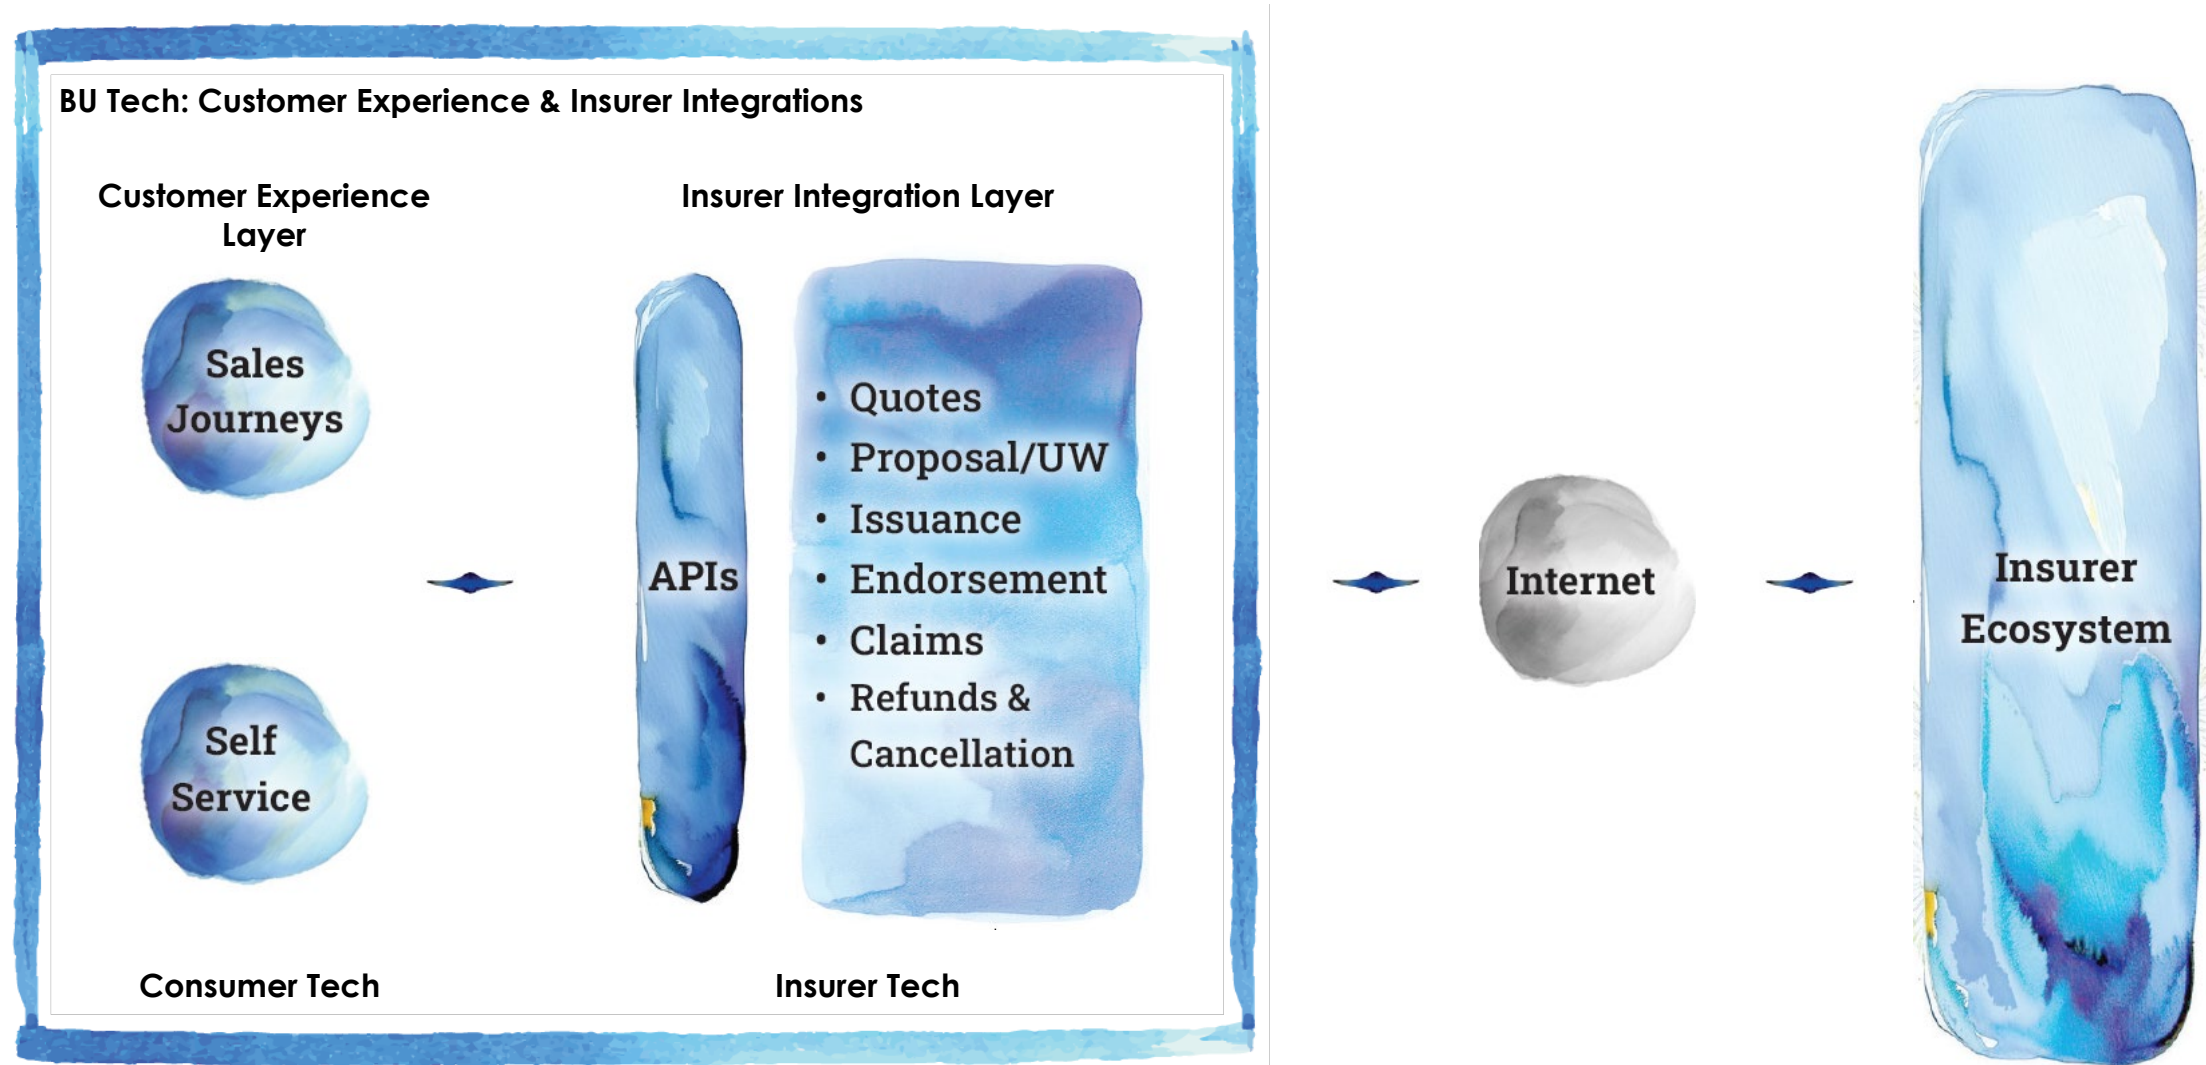 BU Tech: Customer Experience & Insurer Integrations
Customer Experience
Layer
Insurer Integration Layer
Sales
Journeys
Self
Service
APIs
• Quotes
• Proposal/UW
• Issuance
• Endorsement
• Claims
• Refunds &
Cancellation
Consumer Tech
Insurer Tech
Internet
Insurer
Ecosystem